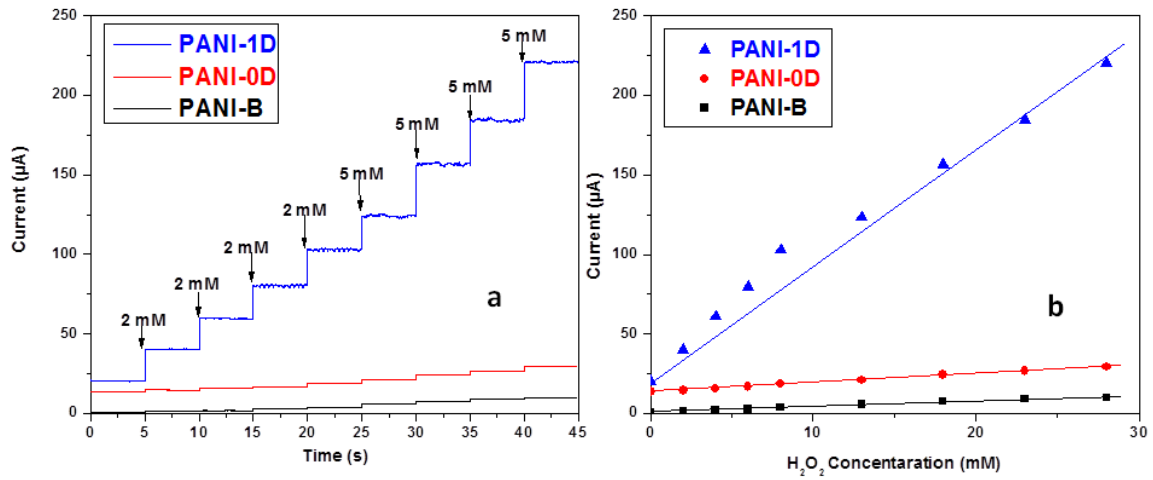 250
200
150
100
50
0
Current (µA)
PANI-1D
PANI-0D
PANI-B
2 mM
2 mM
2 mM
2 mM
5 mM
5 mM
5 mM
5 mM
a
0 5 10 15 20 25 30 35 40 45
Time (s)
250
200
150
100
50
0
Current (µA)
PANI-1D
PANI-0D
PANI-B
b
0 10 20 30
H₂O₂ Concentaration (mM)